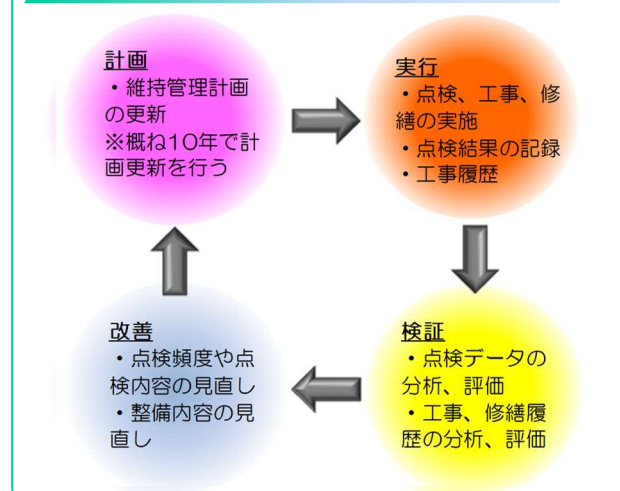 計画
・維持管理計画
の更新
※概ね10年で計
画更新を行う
実行
・点検、工事、修
繕の実施
・点検結果の記録
・工事履歴
検証
・点検データの
分析、評価
・工事、修繕履
歴の分析、評価
改善
・点検頻度や点
検内容の見直し
・整備内容の見
直し